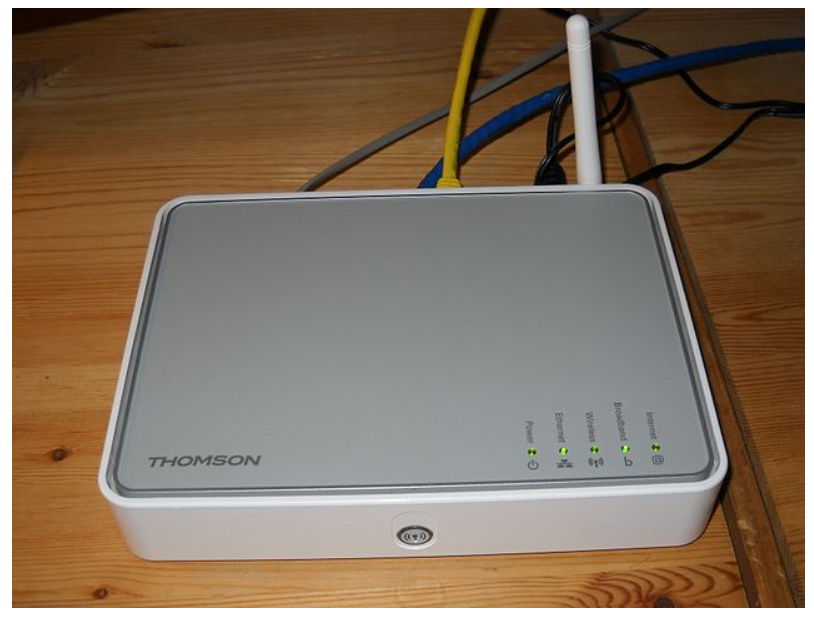 Power
Ethernet
Wireless
Broadband
Internet
THOMSON